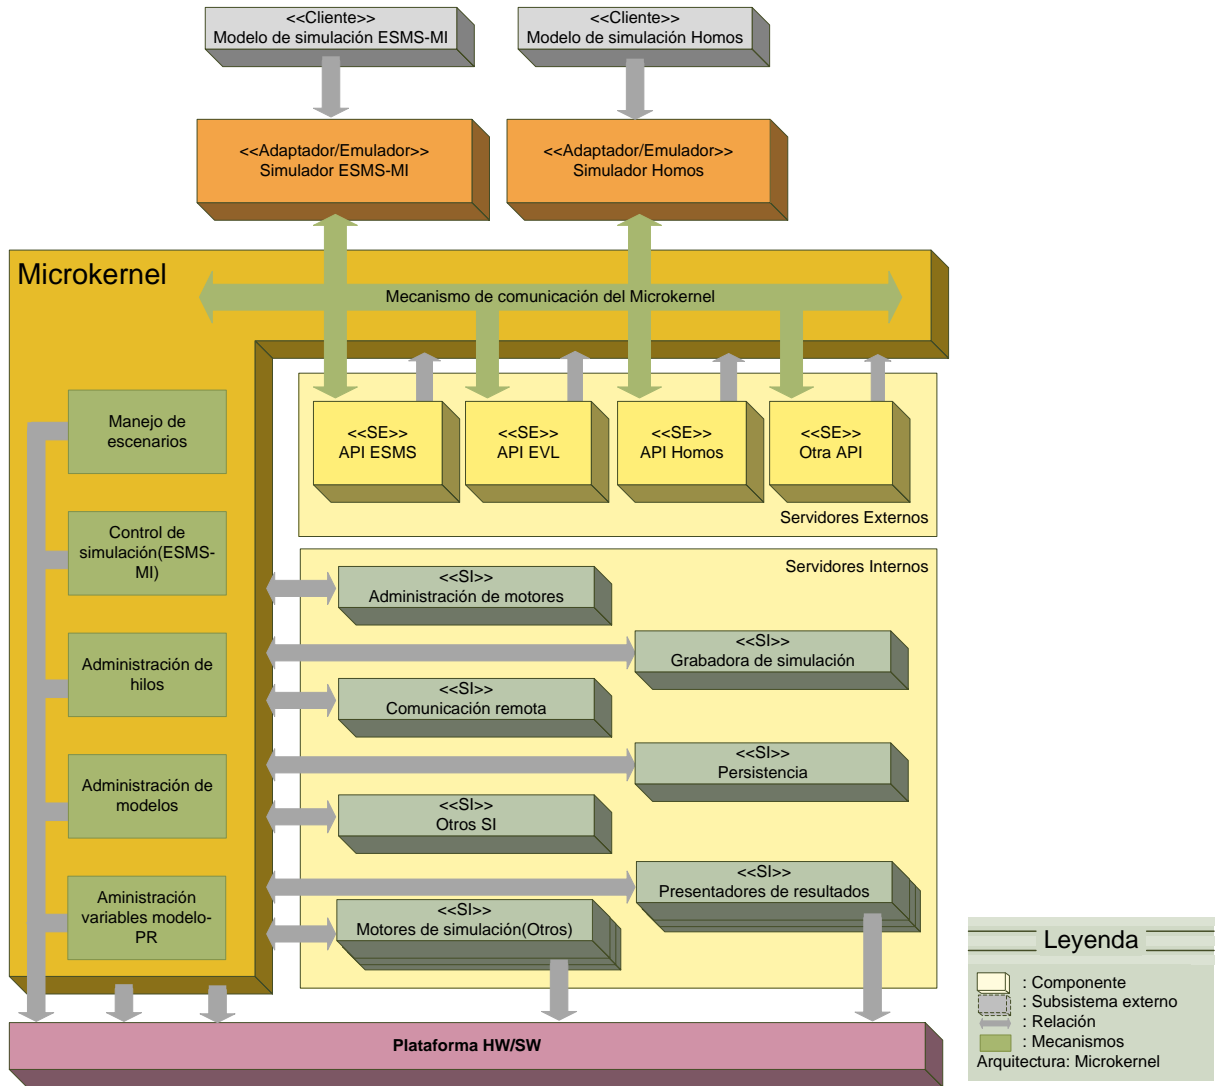 <<Cliente>>
Modelo de simulación ESMS-MI
<<Cliente>>
Modelo de simulación Homos
<<Adaptador/Emulador>>
Simulador ESMS-MI
<<Adaptador/Emulador>>
Simulador Homos
Microkernel
Mecanismo de comunicación del Microkernel
Manejo de
escenarios
Control de
simulación(ESMS-
MI)
Administración de
hilos
Administración de
modelos
Aministración
variables modelo-
PR
<<SE>>
API ESMS
<<SE>>
API EVL
<<SE>>
API Homos
<<SE>>
Otra API
Servidores Externos
Servidores Internos
<<SI>>
Administración de motores
<<SI>>
Grabadora de simulación
<<SI>>
Comunicación remota
<<SI>>
Persistencia
<<SI>>
Otros SI
<<SI>>
Presentadores de resultados
<<SI>>
Motores de simulación(Otros)
Plataforma HW/SW
Leyenda
: Componente
: Subsistema externo
: Relación
: Mecanismos
Arquitectura: Microkernel